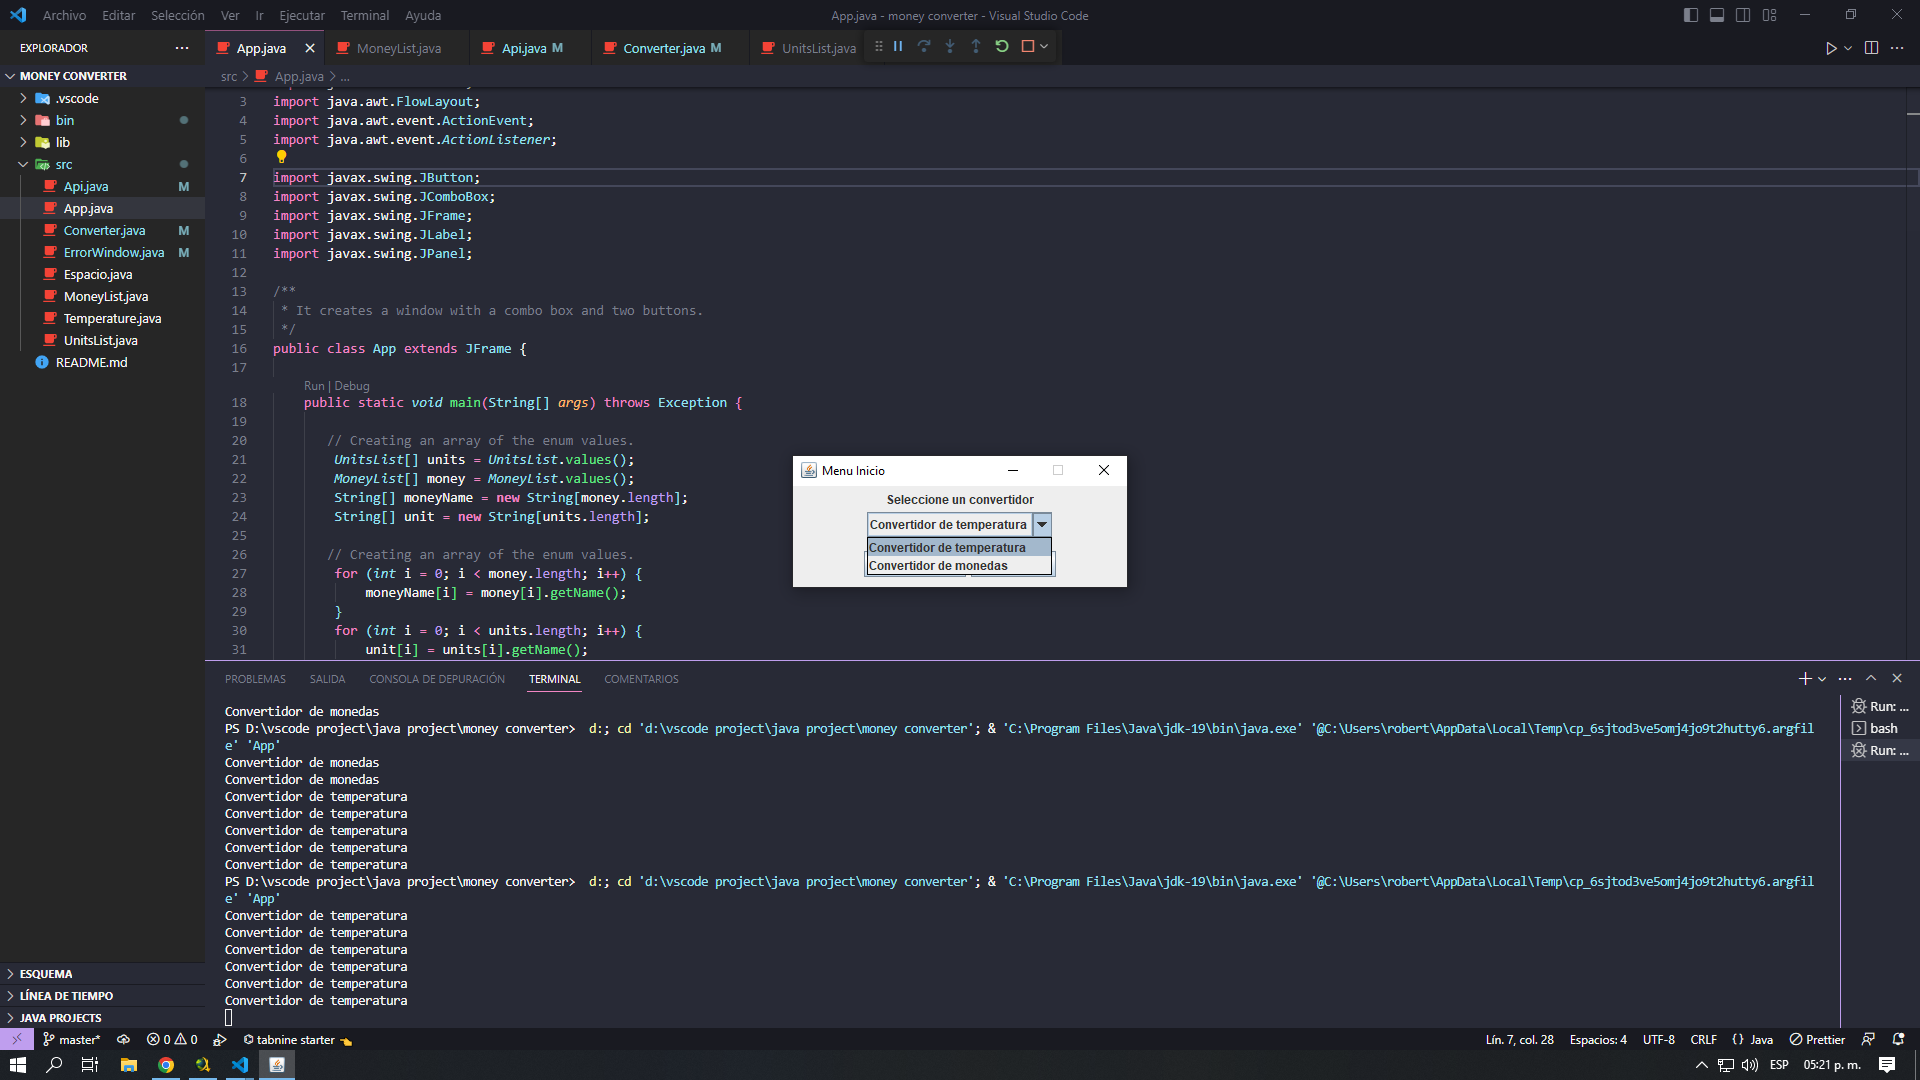 Archivo Editar Selección Ver Ir Ejecutar Terminal Ayuda
App.java - money converter - Visual Studio Code
EXPLORADOR
App.java
MoneyList.java
Api.java M
Converter.java M
UnitsList.java
MONEY CONVERTER
src > App.java > ...
.vscode
bin
lib
src
Api.java M
App.java
Converter.java M
ErrorWindow.java M
Espacio.java
MoneyList.java
Temperature.java
UnitsList.java
README.md
3 import java.awt.FlowLayout;
4 import java.awt.event.ActionEvent;
5 import java.awt.event.ActionListener;
6
7 import javax.swing.JButton;
8 import javax.swing.JComboBox;
9 import javax.swing.JFrame;
10 import javax.swing.JLabel;
11 import javax.swing.JPanel;
12
13 /**
14 * It creates a window with a combo box and two buttons.
15 */
16 public class App extends JFrame {
17
Run | Debug
18 public static void main(String[] args) throws Exception {
19
20 // Creating an array of the enum values.
21 UnitsList[] units = UnitsList.values();
22 MoneyList[] money = MoneyList.values();
23 String[] moneyName = new String[money.length];
24 String[] unit = new String[units.length];
25
26 // Creating an array of the enum values.
27 for (int i = 0; i < money.length; i++) {
28 moneyName[i] = money[i].getName();
29 }
30 for (int i = 0; i < units.length; i++) {
31 unit[i] = units[i].getName();
Menu Inicio
Seleccione un convertidor
Convertidor de temperatura
Convertidor de temperatura
Convertidor de monedas
PROBLEMAS SALIDA CONSOLA DE DEPURACIÓN TERMINAL COMENTARIOS
Convertidor de monedas
PS D:\vscode project\java project\money converter> d:; cd 'd:\vscode project\java project\money converter'; & 'C:\Program Files\Java\jdk-19\bin\java.exe' '@C:\Users\robert\AppData\Local\Temp\cp_6sjtod3ve5omj4jo9t2hutty6.argfil
e' 'App'
Convertidor de monedas
Convertidor de monedas
Convertidor de temperatura
Convertidor de temperatura
Convertidor de temperatura
Convertidor de temperatura
Convertidor de temperatura
PS D:\vscode project\java project\money converter> d:; cd 'd:\vscode project\java project\money converter'; & 'C:\Program Files\Java\jdk-19\bin\java.exe' '@C:\Users\robert\AppData\Local\Temp\cp_6sjtod3ve5omj4jo9t2hutty6.argfil
e' 'App'
Convertidor de temperatura
Convertidor de temperatura
Convertidor de temperatura
Convertidor de temperatura
Convertidor de temperatura
Convertidor de temperatura
Run: ...
bash
Run: ...
ESQUEMA
LÍNEA DE TIEMPO
JAVA PROJECTS
master* 0 0 tabnine starter
Lín. 7, col. 28 Espacios: 4 UTF-8 CRLF {} Java Prettier
ESP 05:21 p. m.